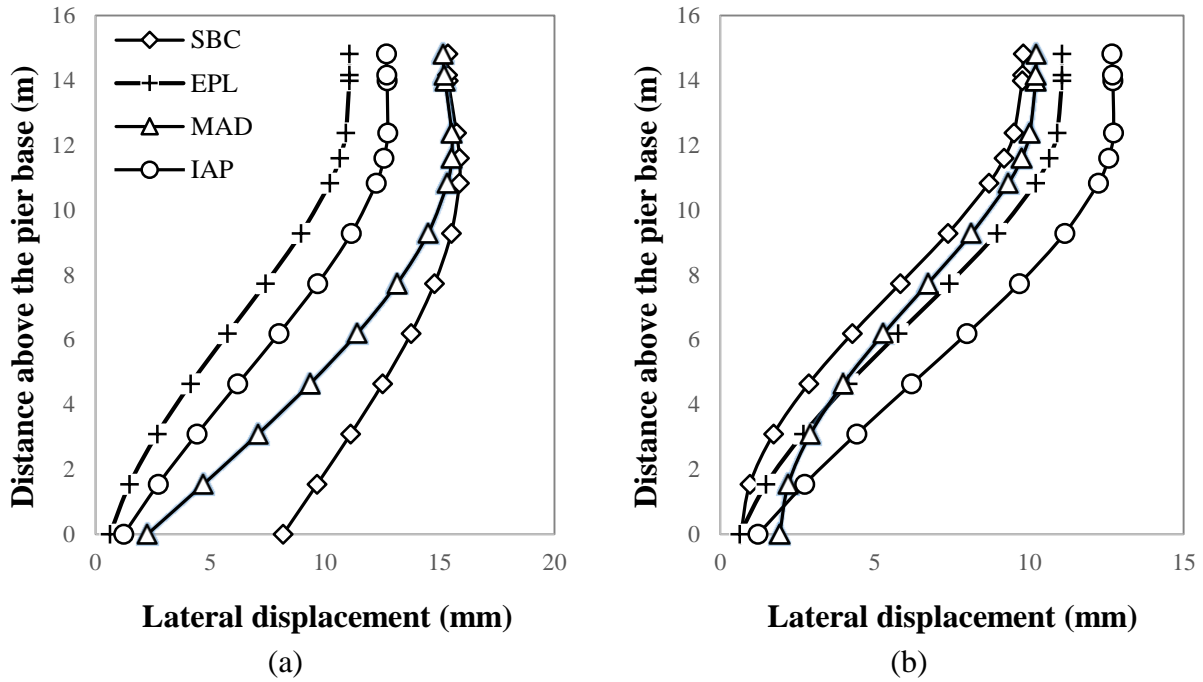 16
14
12
10
8
6
4
2
0
Distance above the pier base (m)
SBC
EPL
MAD
IAP
0 5 10 15 20
Lateral displacement (mm)
(a)
16
14
12
10
8
6
4
2
0
Distance above the pier base (m)
0 5 10 15
Lateral displacement (mm)
(b)